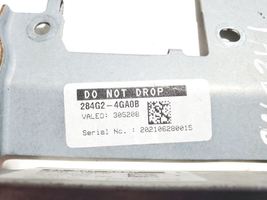 DO NOT DROP
284G2-4GA0B
VALEO: 305208
Serial No. : 202106280015